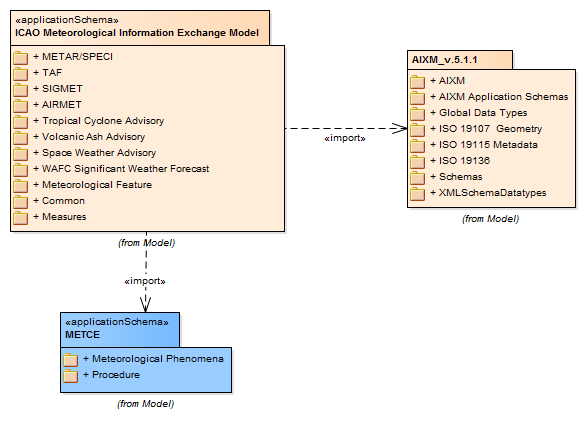 «applicationSchema»
ICAO Meteorological Information Exchange Model
+ METAR/SPECI
+ TAF
+ SIGMET
+ AIRMET
+ Tropical Cyclone Advisory
+ Volcanic Ash Advisory
+ Space Weather Advisory
+ WAFC Significant Weather Forecast
+ Meteorological Feature
+ Common
+ Measures
(from Model)
«import»
AIXM_v.5.1.1
+ AIXM
+ AIXM Application Schemas
+ Global Data Types
+ ISO 19107 Geometry
+ ISO 19115 Metadata
+ ISO 19136
+ Schemas
+ XMLSchemaDatatypes
(from Model)
«import»
«applicationSchema»
METCE
+ Meteorological Phenomena
+ Procedure
(from Model)